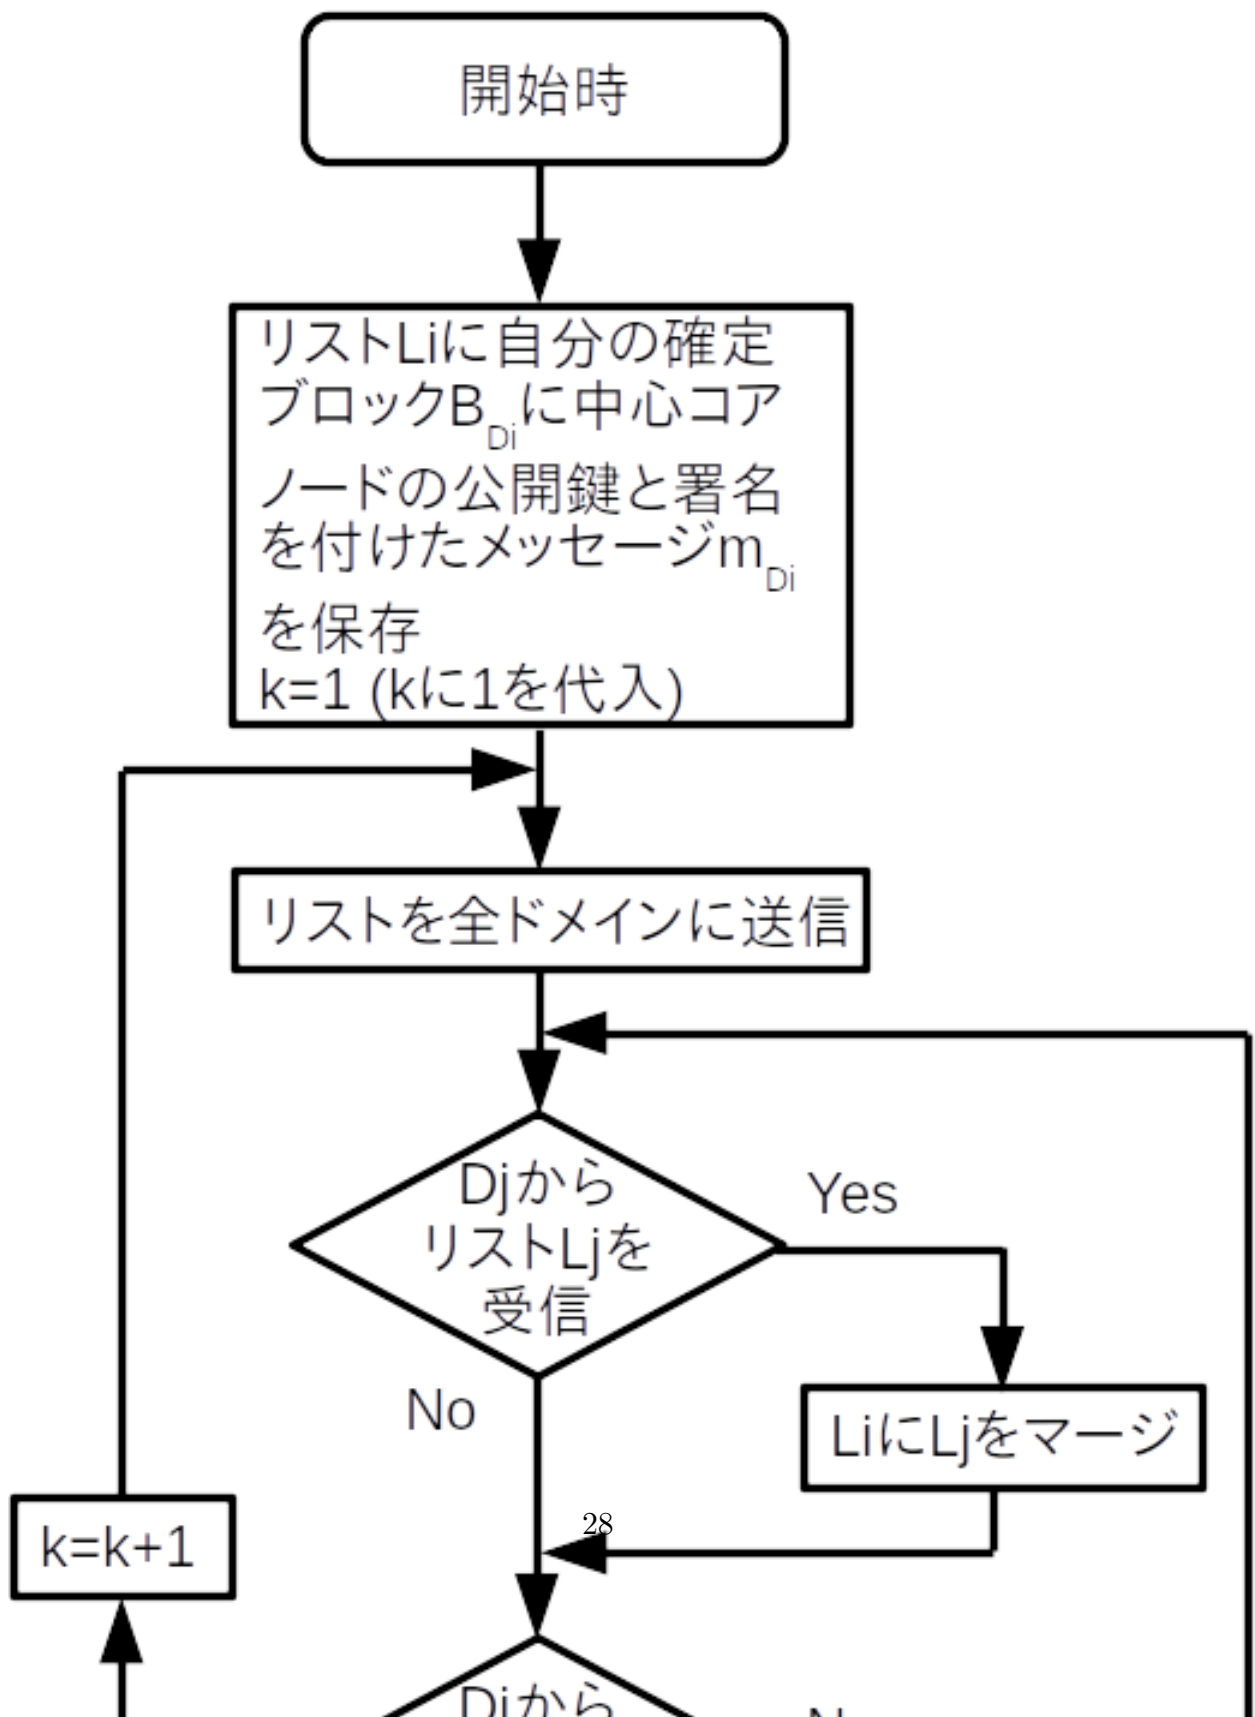 開始時
リストLiに自分の確定
ブロックBDiに中心コア
ノードの公開鍵と署名
を付けたメッセージmDi
を保存
k=1 (kに1を代入)
リストを全ドメインに送信
Djから
リストLjを
受信
Yes
No
LiにLjをマージ
28
k=k+1
Djから